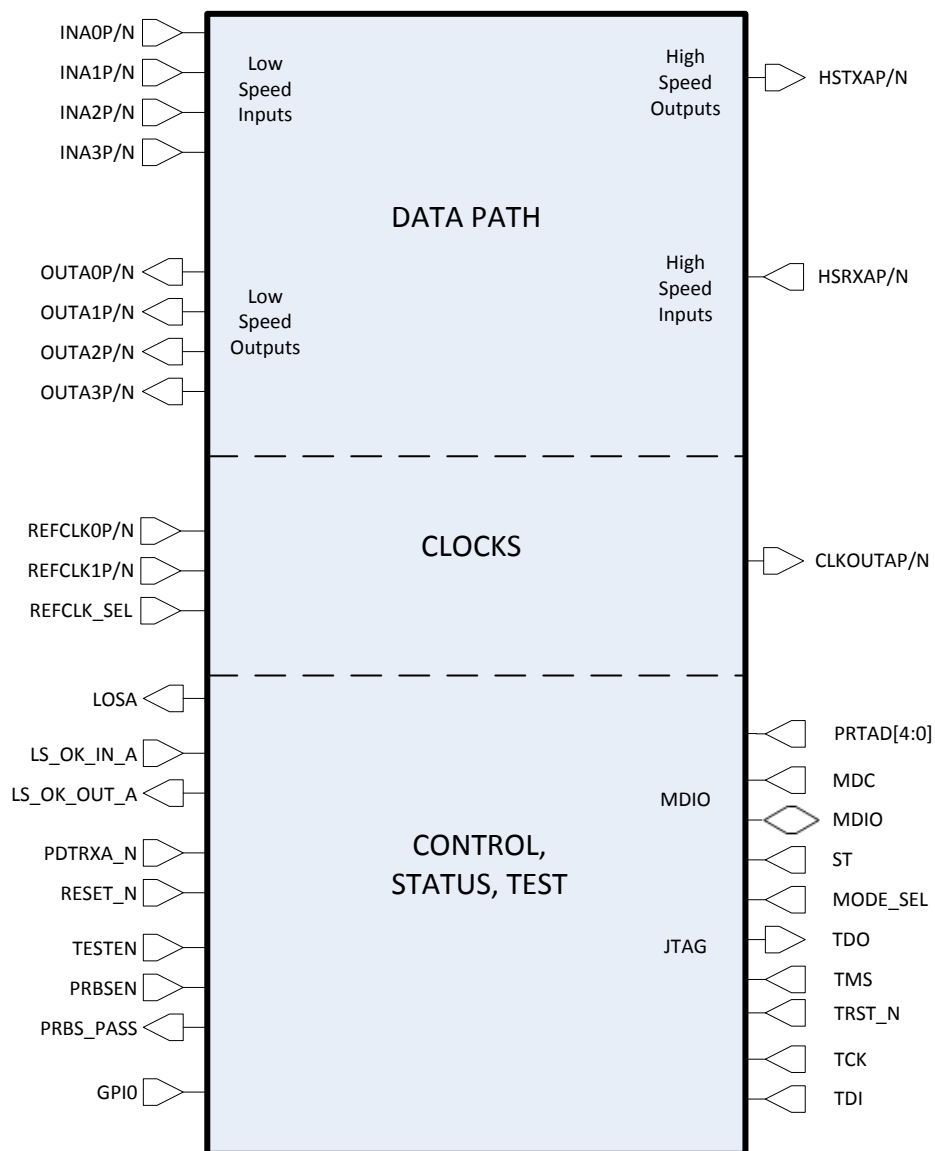 INA0P/N
INA1P/N
INA2P/N
INA3P/N
Low
Speed
Inputs
High
Speed
Outputs
HSTXAP/N
DATA PATH
OUTA0P/N
OUTA1P/N
OUTA2P/N
OUTA3P/N
Low
Speed
Outputs
High
Speed
Inputs
HSRXAP/N
REFCLK0P/N
REFCLK1P/N
REFCLK_SEL
CLOCKS
CLKOUTAP/N
LOSA
LS_OK_IN_A
LS_OK_OUT_A
PDTRXA_N
RESET_N
TESTEN
PRBSEN
PRBS_PASS
GPI0
CONTROL,
STATUS, TEST
MDIO
JTAG
PRTAD[4:0]
MDC
MDIO
ST
MODE_SEL
TDO
TMS
TRST_N
TCK
TDI